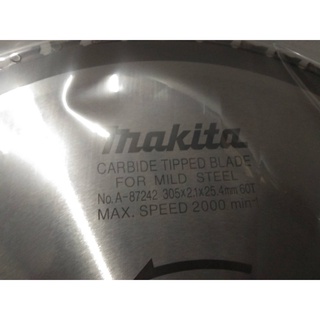 makita
CARBIDE TIPPED BLADE
FOR MILD STEEL
No. A-87242 305×2.1×25.4mm 60T
MAX. SPEED 2000 min⁻¹